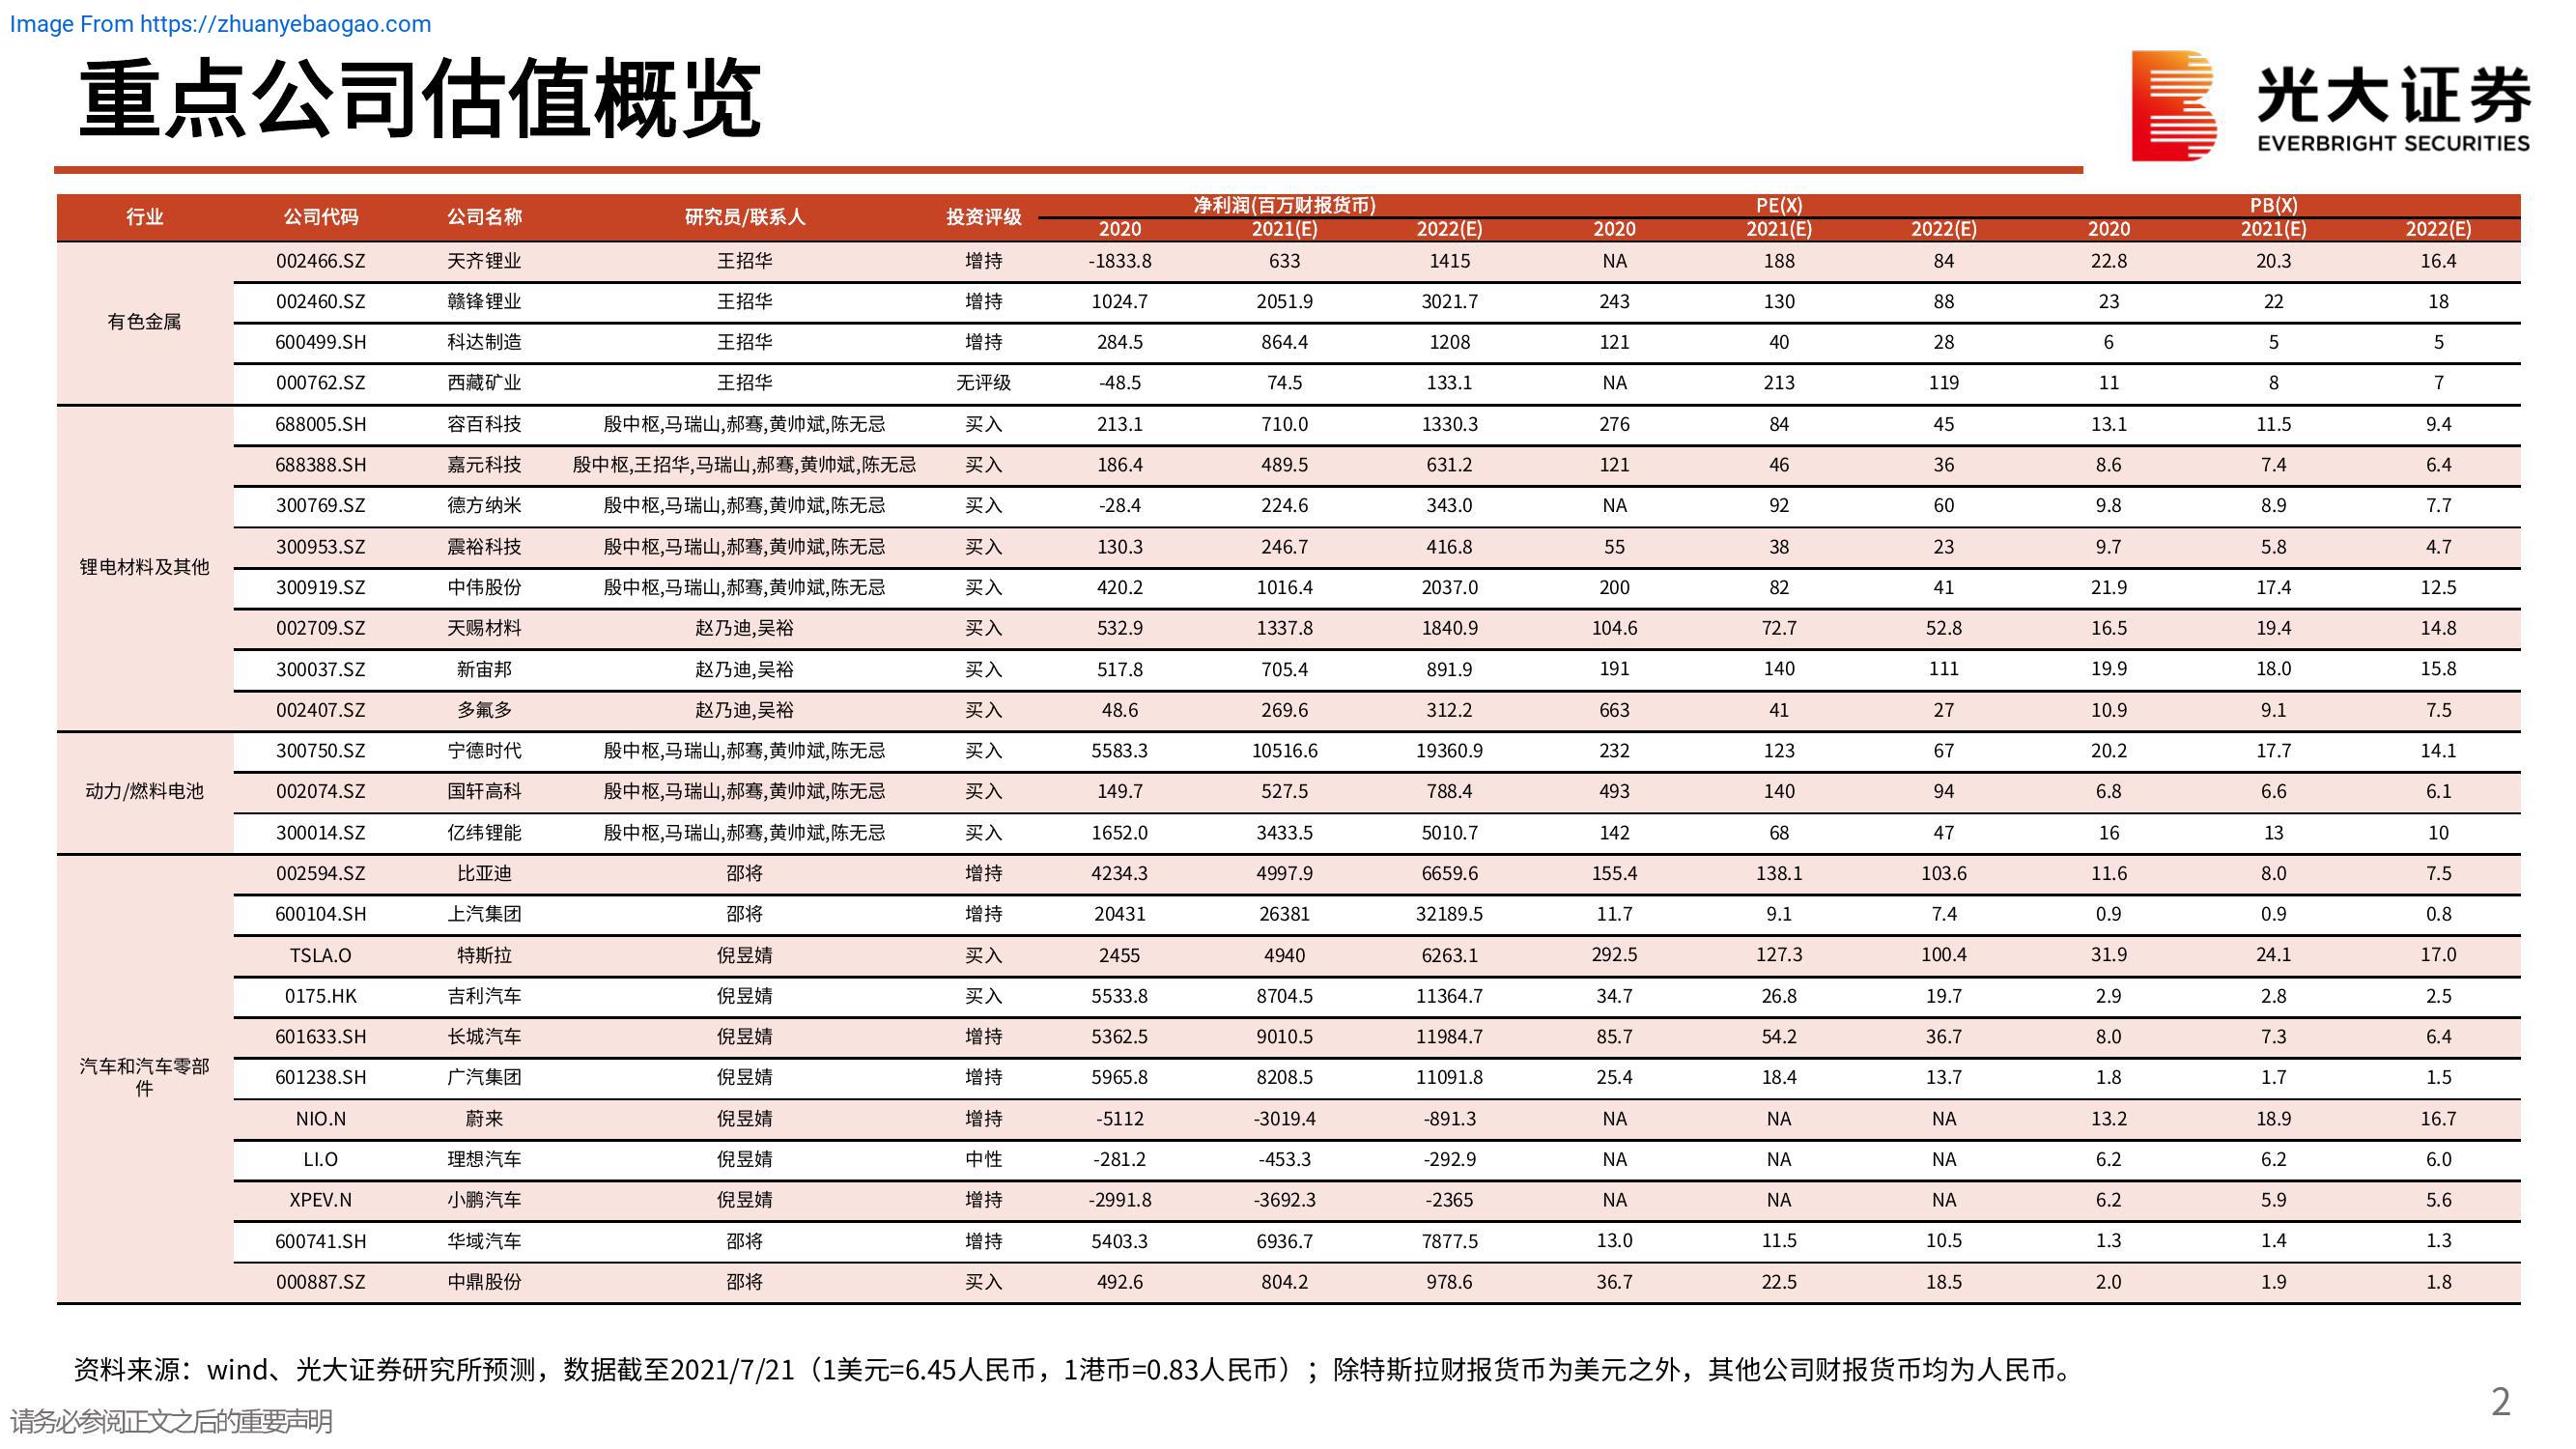 Image From https://zhuanyebaogao.com
重点公司估值概览
光大证券
EVERBRIGHT SECURITIES
行业 公司代码 公司名称 研究员/联系人 投资评级 净利润(百万财报货币) PE(X) PB(X)
2020 2021(E) 2022(E) 2020 2021(E) 2022(E) 2020 2021(E) 2022(E)
有色金属
002466.SZ 天齐锂业 王招华 增持 -1833.8 633 1415 NA 188 84 22.8 20.3 16.4
002460.SZ 赣锋锂业 王招华 增持 1024.7 2051.9 3021.7 243 130 88 23 22 18
600499.SH 科达制造 王招华 增持 284.5 864.4 1208 121 40 28 6 5 5
000762.SZ 西藏矿业 王招华 无评级 -48.5 74.5 133.1 NA 213 119 11 8 7
锂电材料及其他
688005.SH 容百科技 殷中枢,马瑞山,郝骞,黄帅斌,陈无忌 买入 213.1 710.0 1330.3 276 84 45 13.1 11.5 9.4
688388.SH 嘉元科技 殷中枢,王招华,马瑞山,郝骞,黄帅斌,陈无忌 买入 186.4 489.5 631.2 121 46 36 8.6 7.4 6.4
300769.SZ 德方纳米 殷中枢,马瑞山,郝骞,黄帅斌,陈无忌 买入 -28.4 224.6 343.0 NA 92 60 9.8 8.9 7.7
300953.SZ 震裕科技 殷中枢,马瑞山,郝骞,黄帅斌,陈无忌 买入 130.3 246.7 416.8 55 38 23 9.7 5.8 4.7
300919.SZ 中伟股份 殷中枢,马瑞山,郝骞,黄帅斌,陈无忌 买入 420.2 1016.4 2037.0 200 82 41 21.9 17.4 12.5
002709.SZ 天赐材料 赵乃迪,吴裕 买入 532.9 1337.8 1840.9 104.6 72.7 52.8 16.5 19.4 14.8
300037.SZ 新宙邦 赵乃迪,吴裕 买入 517.8 705.4 891.9 191 140 111 19.9 18.0 15.8
002407.SZ 多氟多 赵乃迪,吴裕 买入 48.6 269.6 312.2 663 41 27 10.9 9.1 7.5
动力/燃料电池
300750.SZ 宁德时代 殷中枢,马瑞山,郝骞,黄帅斌,陈无忌 买入 5583.3 10516.6 19360.9 232 123 67 20.2 17.7 14.1
002074.SZ 国轩高科 殷中枢,马瑞山,郝骞,黄帅斌,陈无忌 买入 149.7 527.5 788.4 493 140 94 6.8 6.6 6.1
300014.SZ 亿纬锂能 殷中枢,马瑞山,郝骞,黄帅斌,陈无忌 买入 1652.0 3433.5 5010.7 142 68 47 16 13 10
汽车和汽车零部
件
002594.SZ 比亚迪 邵将 增持 4234.3 4997.9 6659.6 155.4 138.1 103.6 11.6 8.0 7.5
600104.SH 上汽集团 邵将 增持 20431 26381 32189.5 11.7 9.1 7.4 0.9 0.9 0.8
TSLA.O 特斯拉 倪昱婧 买入 2455 4940 6263.1 292.5 127.3 100.4 31.9 24.1 17.0
0175.HK 吉利汽车 倪昱婧 买入 5533.8 8704.5 11364.7 34.7 26.8 19.7 2.9 2.8 2.5
601633.SH 长城汽车 倪昱婧 增持 5362.5 9010.5 11984.7 85.7 54.2 36.7 8.0 7.3 6.4
601238.SH 广汽集团 倪昱婧 增持 5965.8 8208.5 11091.8 25.4 18.4 13.7 1.8 1.7 1.5
NIO.N 蔚来 倪昱婧 增持 -5112 -3019.4 -891.3 NA NA NA 13.2 18.9 16.7
LI.O 理想汽车 倪昱婧 中性 -281.2 -453.3 -292.9 NA NA NA 6.2 6.2 6.0
XPEV.N 小鹏汽车 倪昱婧 增持 -2991.8 -3692.3 -2365 NA NA NA 6.2 5.9 5.6
600741.SH 华域汽车 邵将 增持 5403.3 6936.7 7877.5 13.0 11.5 10.5 1.3 1.4 1.3
000887.SZ 中鼎股份 邵将 买入 492.6 804.2 978.6 36.7 22.5 18.5 2.0 1.9 1.8
资料来源：wind、光大证券研究所预测，数据截至2021/7/21（1美元=6.45人民币，1港币=0.83人民币）；除特斯拉财报货币为美元之外，其他公司财报货币均为人民币。
请务必参阅正文之后的重要声明
2